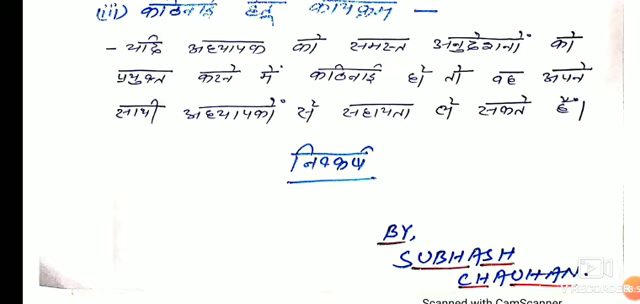 (iii) कठिनाई हेतु कार्यक्रम —
- यदि अध्यापक को समस्त अनुदेशनों को
प्रयुक्त करने में कठिनाई हो तो वह अपने
साथी अध्यापकों से सहायता ले सकते हैं।
निष्कर्ष
BY,
SUBHASH
CHAUHAN.
Scanned with CamScanner